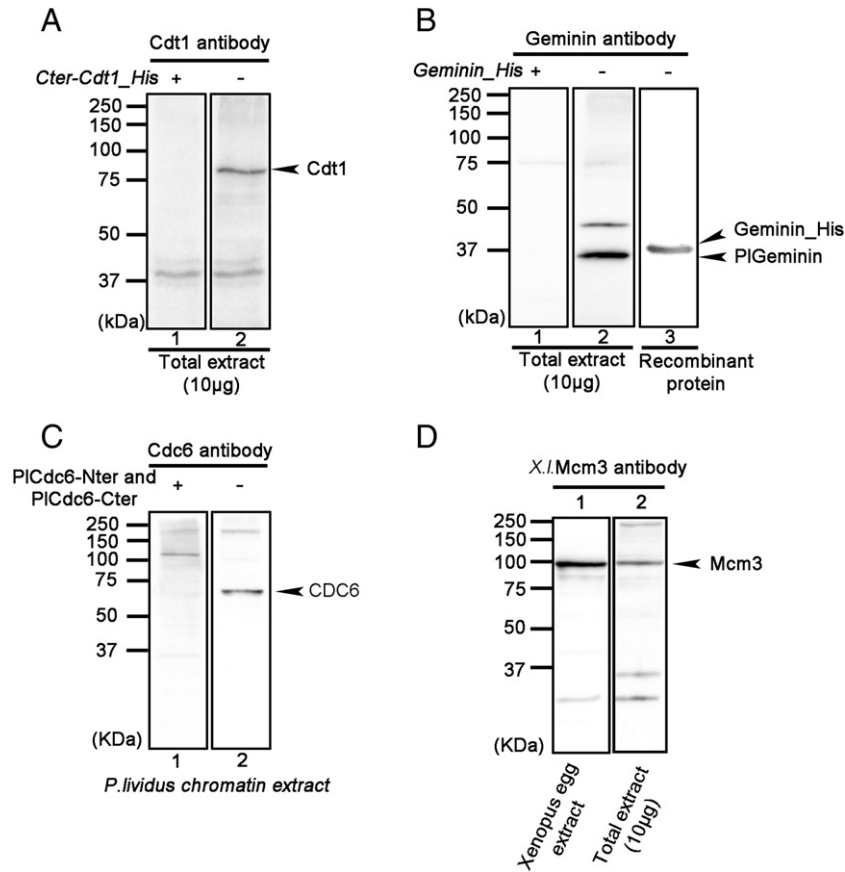 A
Cdt1 antibody
Cter-Cdt1_His + -
250
150
100
75
50
37
(kDa)
Cdt1
1 2
Total extract
(10µg)
B
Geminin antibody
Geminin_His + - -
250
150
100
75
50
37
(kDa)
Geminin_His
PlGeminin
1 2 3
Total extract
(10µg)
Recombinant
protein
C
Cdc6 antibody
PlCdc6-Nter and
PlCdc6-Cter
+ -
250
150
100
75
50
37
(KDa)
CDC6
1 2
P.lividus chromatin extract
D
X.l.Mcm3 antibody
1 2
250
150
100
75
50
37
(KDa)
Mcm3
Xenopus egg
extract
Total extract
(10µg)